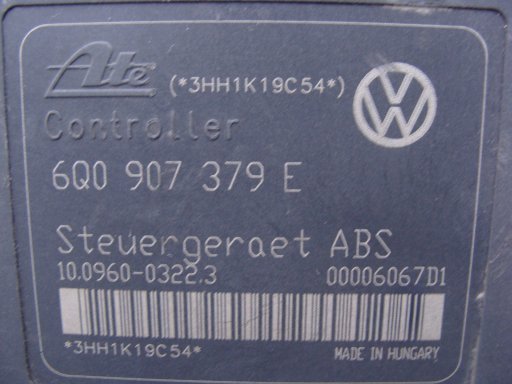 Ate (*3HH1K19C54*)
Controller
6Q0 907 379 E
Steuergeraet ABS
10.0960-0322.3 00006067D1
*3HH1K19C54* MADE IN HUNGARY